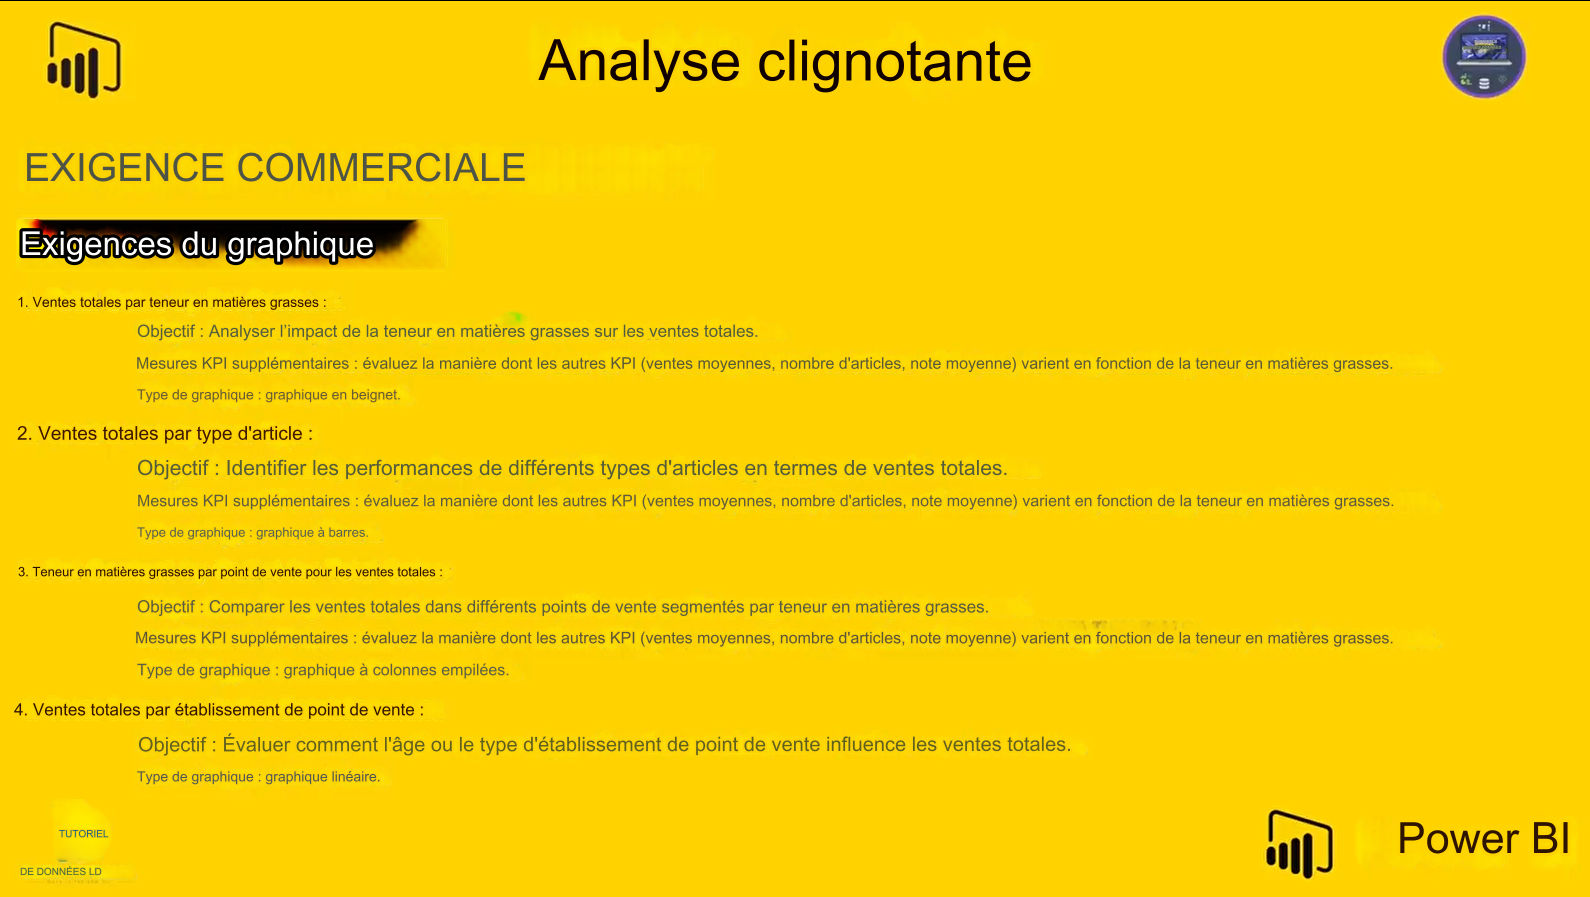 Analyse clignotante
EXIGENCE COMMERCIALE
Exigences du graphique
1. Ventes totales par teneur en matières grasses :
Objectif : Analyser l'impact de la teneur en matières grasses sur les ventes totales.
Mesures KPI supplémentaires : évaluez la manière dont les autres KPI (ventes moyennes, nombre d'articles, note moyenne) varient en fonction de la teneur en matières grasses.
Type de graphique : graphique en beignet.
2. Ventes totales par type d'article :
Objectif : Identifier les performances de différents types d'articles en termes de ventes totales.
Mesures KPI supplémentaires : évaluez la manière dont les autres KPI (ventes moyennes, nombre d'articles, note moyenne) varient en fonction de la teneur en matières grasses.
Type de graphique : graphique à barres.
3. Teneur en matières grasses par point de vente pour les ventes totales :
Objectif : Comparer les ventes totales dans différents points de vente segmentés par teneur en matières grasses.
Mesures KPI supplémentaires : évaluez la manière dont les autres KPI (ventes moyennes, nombre d'articles, note moyenne) varient en fonction de la teneur en matières grasses.
Type de graphique : graphique à colonnes empilées.
4. Ventes totales par établissement de point de vente :
Objectif : Évaluer comment l'âge ou le type d'établissement de point de vente influence les ventes totales.
Type de graphique : graphique linéaire.
TUTORIEL
DE DONNÉES LD
Power BI